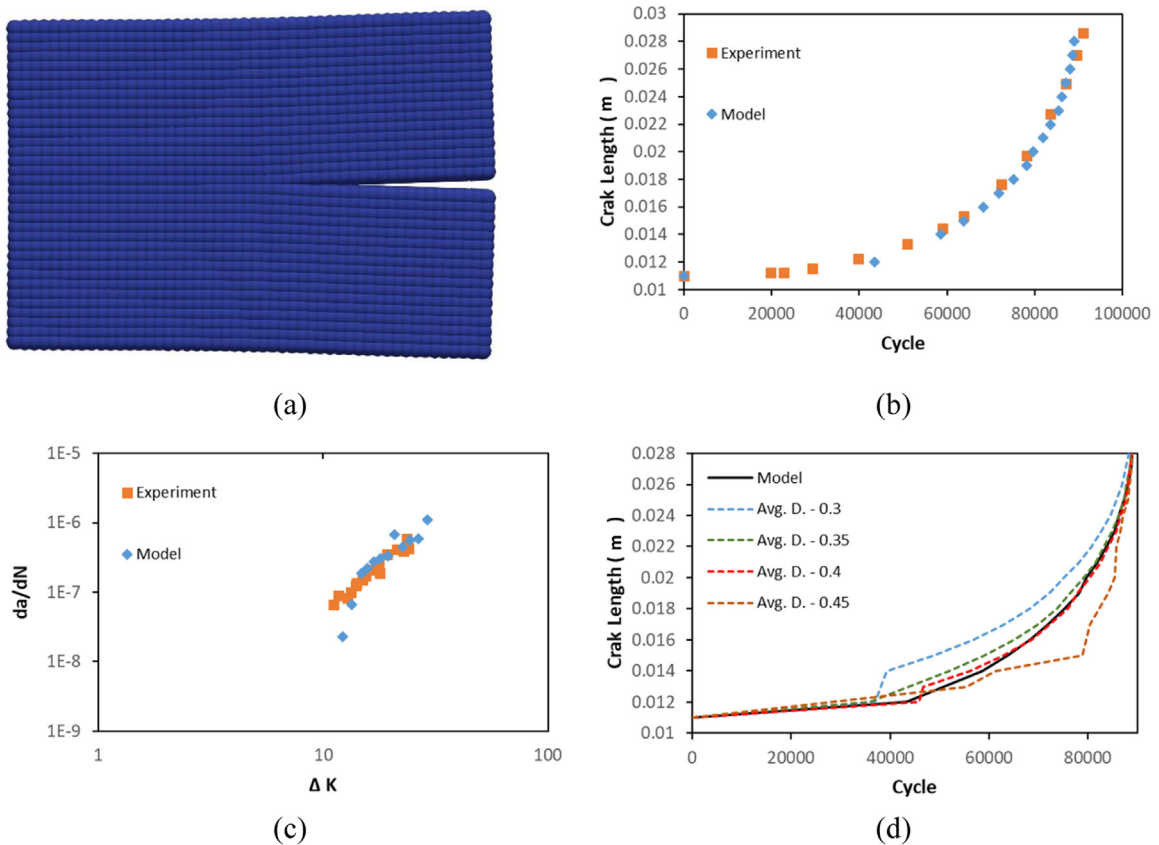 (a)
0.03
0.028
0.026
0.024
0.022
0.02
0.018
0.016
0.014
0.012
0.01
Crak Length ( m )
Experiment
Model
0 20000 40000 60000 80000 100000
Cycle
(b)
1E-5
1E-6
1E-7
1E-8
1E-9
da/dN
Experiment
Model
1 10 100
Δ K
(c)
0.028
0.026
0.024
0.022
0.02
0.018
0.016
0.014
0.012
0.01
Crak Length ( m )
Model
Avg. D. - 0.3
Avg. D. - 0.35
Avg. D. - 0.4
Avg. D. - 0.45
0 20000 40000 60000 80000
Cycle
(d)